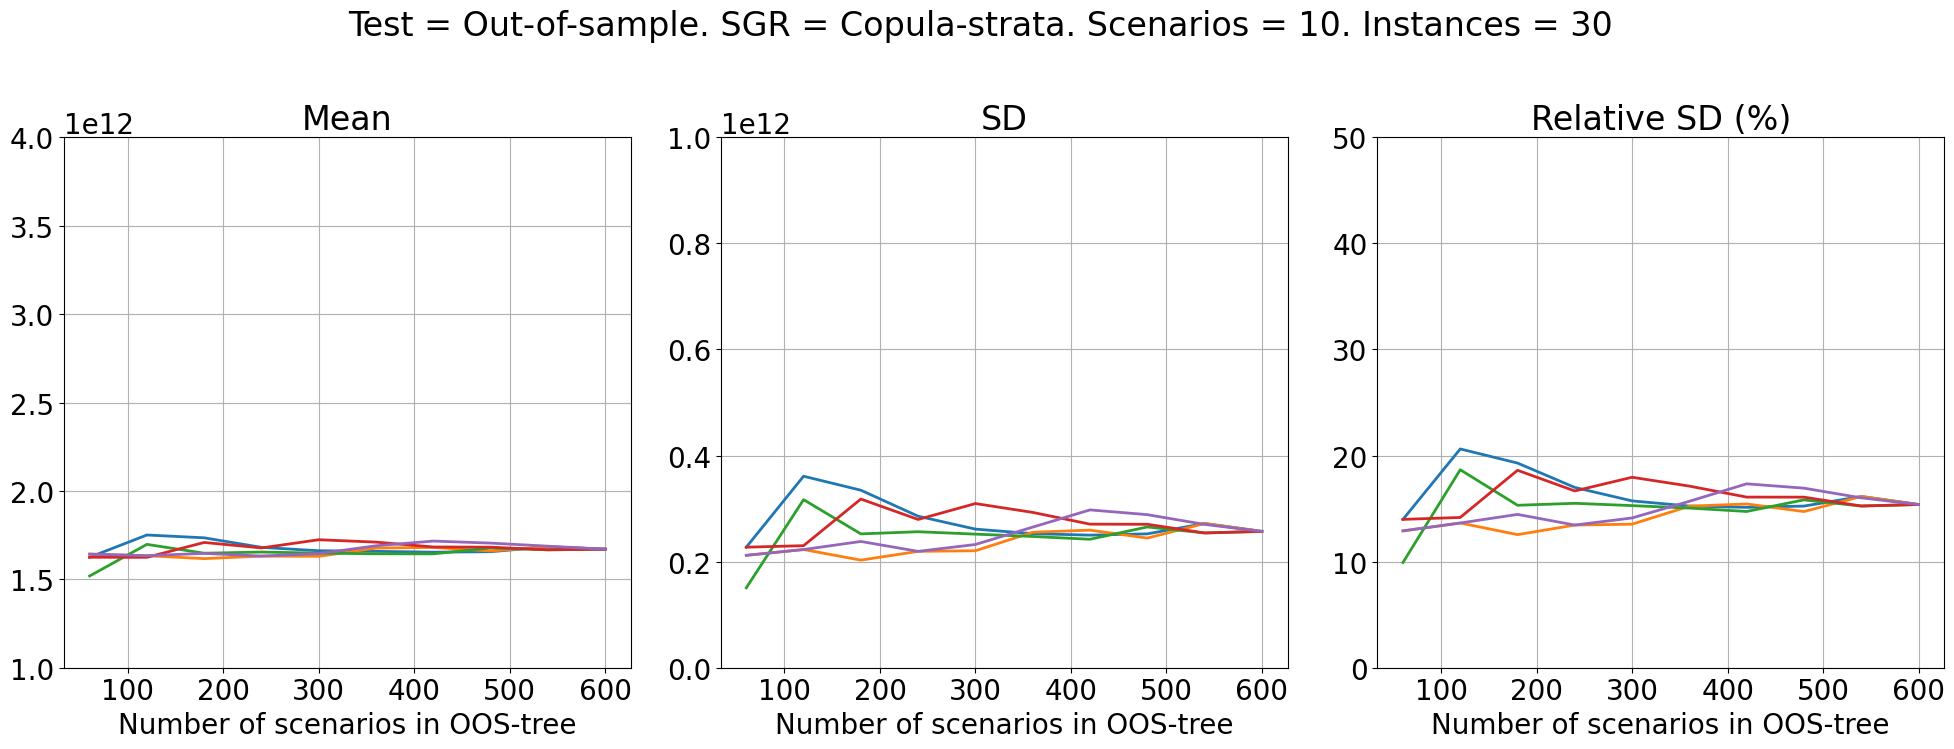 Test = Out-of-sample. SGR = Copula-strata. Scenarios = 10. Instances = 30
Mean
1e12
4.0
3.5
3.0
2.5
2.0
1.5
1.0
100 200 300 400 500 600
Number of scenarios in OOS-tree
SD
1e12
1.0
0.8
0.6
0.4
0.2
0.0
100 200 300 400 500 600
Number of scenarios in OOS-tree
Relative SD (%)
50
40
30
20
10
0
100 200 300 400 500 600
Number of scenarios in OOS-tree